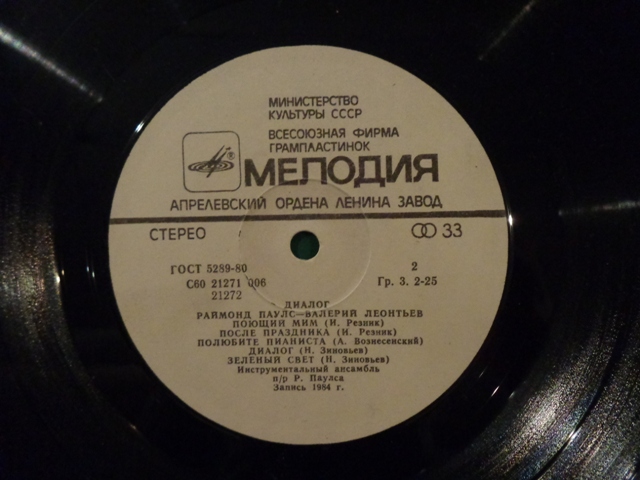 МИНИСТЕРСТВО
КУЛЬТУРЫ СССР
ВСЕСОЮЗНАЯ ФИРМА
ГРАМПЛАСТИНОК
МЕЛОДИЯ
АПРЕЛЕВСКИЙ ОРДЕНА ЛЕНИНА ЗАВОД
СТЕРЕО 33
ГОСТ 5289-80 2
С60 21271 006 Гр. 3. 2-25
21272
ДИАЛОГ
РАЙМОНД ПАУЛС—ВАЛЕРИЙ ЛЕОНТЬЕВ
ПОЮЩИЙ МИМ (И. Резник)
ПОСЛЕ ПРАЗДНИКА (И. Резник)
ПОЛЮБИТЕ ПИАНИСТА (А. Вознесенский)
ДИАЛОГ (Н. Зиновьев)
ЗЕЛЕНЫЙ СВЕТ (Н. Зиновьев)
Инструментальный ансамбль
п/р Р. Паулса
Запись 1984 г.